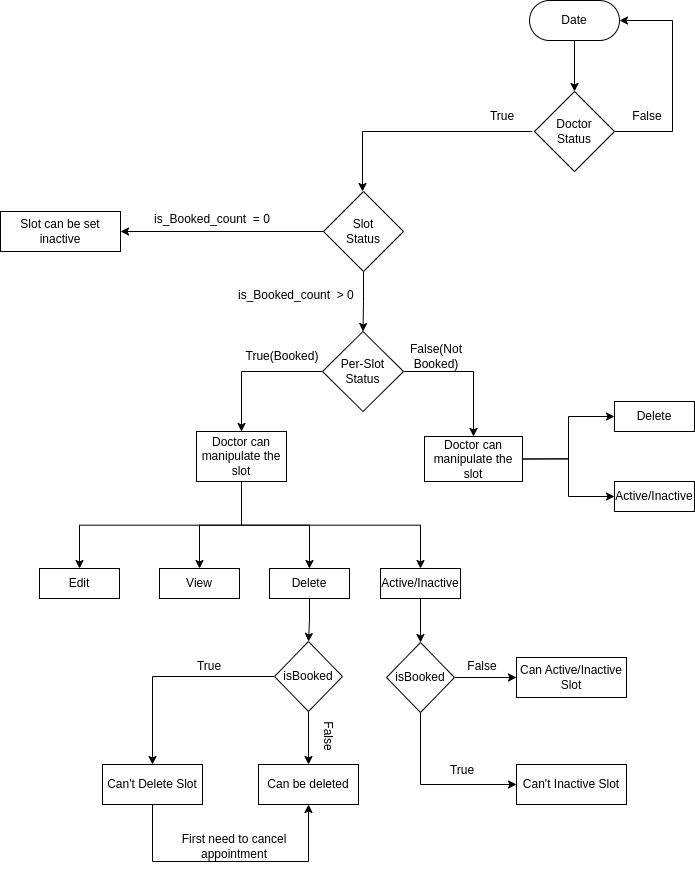 Date
Doctor
Status
True
False
Slot
Status
is_Booked_count = 0
Slot can be set
inactive
is_Booked_count > 0
Per-Slot
Status
True(Booked)
False(Not
Booked)
Doctor can
manipulate the
slot
Doctor can
manipulate the
slot
Delete
Active/Inactive
Edit
View
Delete
Active/Inactive
isBooked
True
False
isBooked
False
Can Active/Inactive
Slot
True
Can't Delete Slot
Can be deleted
Can't Inactive Slot
First need to cancel
appointment